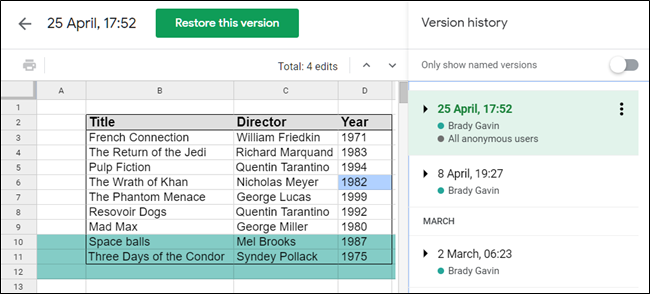 25 April, 17:52 Restore this version
Total: 4 edits
A B C D
1
2 Title Director Year
3 French Connection William Friedkin 1971
4 The Return of the Jedi Richard Marquand 1983
5 Pulp Fiction Quentin Tarantino 1994
6 The Wrath of Khan Nicholas Meyer 1982
7 The Phantom Menace George Lucas 1999
8 Resovoir Dogs Quentin Tarantino 1992
9 Mad Max George Miller 1980
10 Space balls Mel Brooks 1987
11 Three Days of the Condor Syndey Pollack 1975
12
13
Version history
Only show named versions
25 April, 17:52
Brady Gavin
All anonymous users
8 April, 19:27
Brady Gavin
MARCH
2 March, 06:23
Brady Gavin